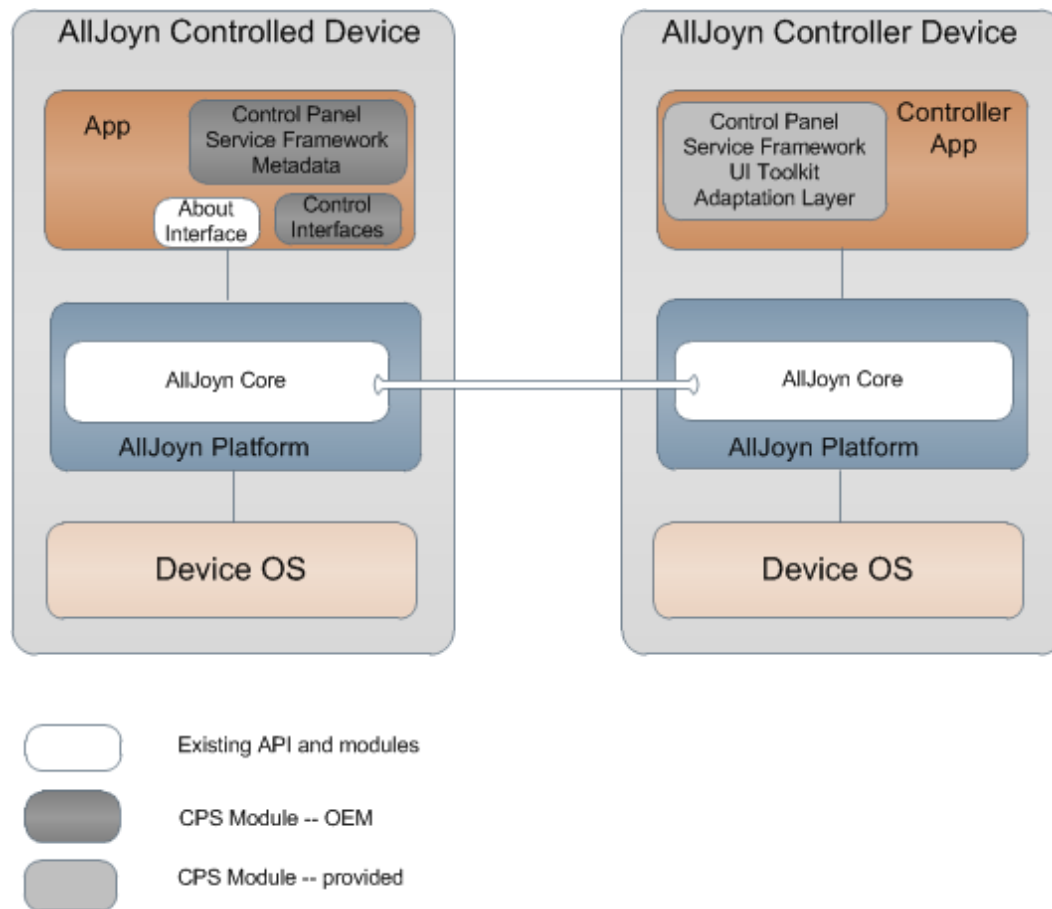 AllJoyn Controlled Device
App
Control Panel
Service Framework
Metadata
About
Interface
Control
Interfaces
AllJoyn Core
AllJoyn Platform
Device OS
AllJoyn Controller Device
Control Panel
Service Framework
UI Toolkit
Adaptation Layer
Controller
App
AllJoyn Core
AllJoyn Platform
Device OS
Existing API and modules
CPS Module -- OEM
CPS Module -- provided